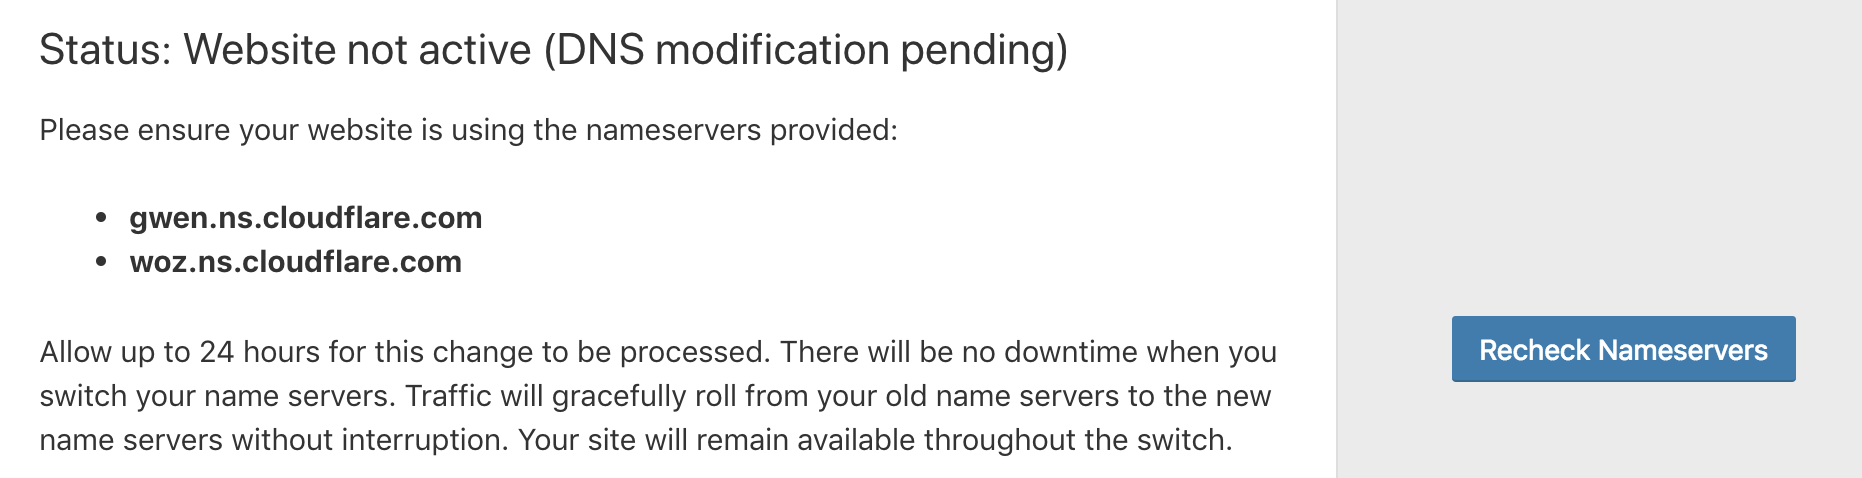 Status: Website not active (DNS modification pending)
Please ensure your website is using the nameservers provided:
• gwen.ns.cloudflare.com
• woz.ns.cloudflare.com
Allow up to 24 hours for this change to be processed. There will be no downtime when you
switch your name servers. Traffic will gracefully roll from your old name servers to the new
name servers without interruption. Your site will remain available throughout the switch.
Recheck Nameservers